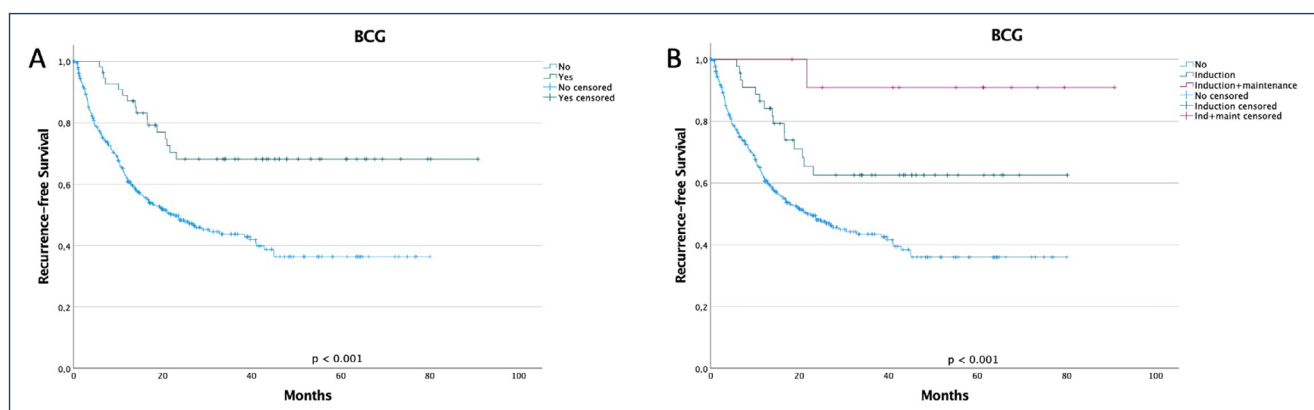 A
BCG
Recurrence-free Survival
1,0
0,8
0,6
0,4
0,2
0,0
0
20
40
60
80
100
Months
p < 0.001
No
Yes
No censored
Yes censored
B
BCG
Recurrence-free Survival
1,0
0,8
0,6
0,4
0,2
0,0
0
20
40
60
80
100
Months
p < 0.001
No
Induction
Induction+maintenance
No censored
Induction censored
Ind+maint censored